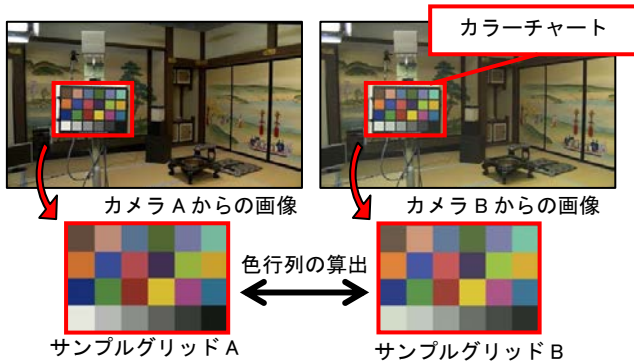 カラーチャート
カメラAからの画像
カメラBからの画像
色行列の算出
サンプルグリッドA
サンプルグリッドB